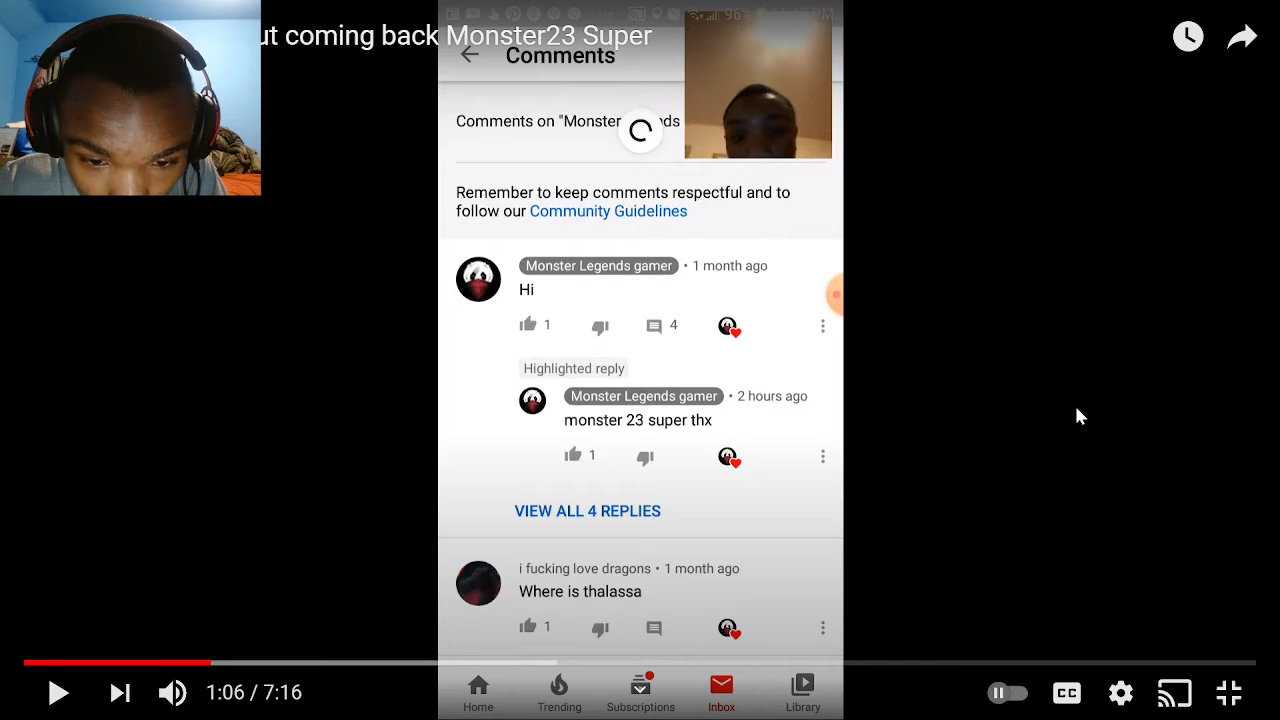 ut coming back Monster23 Super
96%
Comments
Comments on "Monster
ds
Remember to keep comments respectful and to
follow our Community Guidelines
Monster Legends gamer • 1 month ago
Hi
1
4
Highlighted reply
Monster Legends gamer • 2 hours ago
monster 23 super thx
1
VIEW ALL 4 REPLIES
i fucking love dragons • 1 month ago
Where is thalassa
1
Home
Trending
Subscriptions
Inbox
Library
1:06 / 7:16
CC